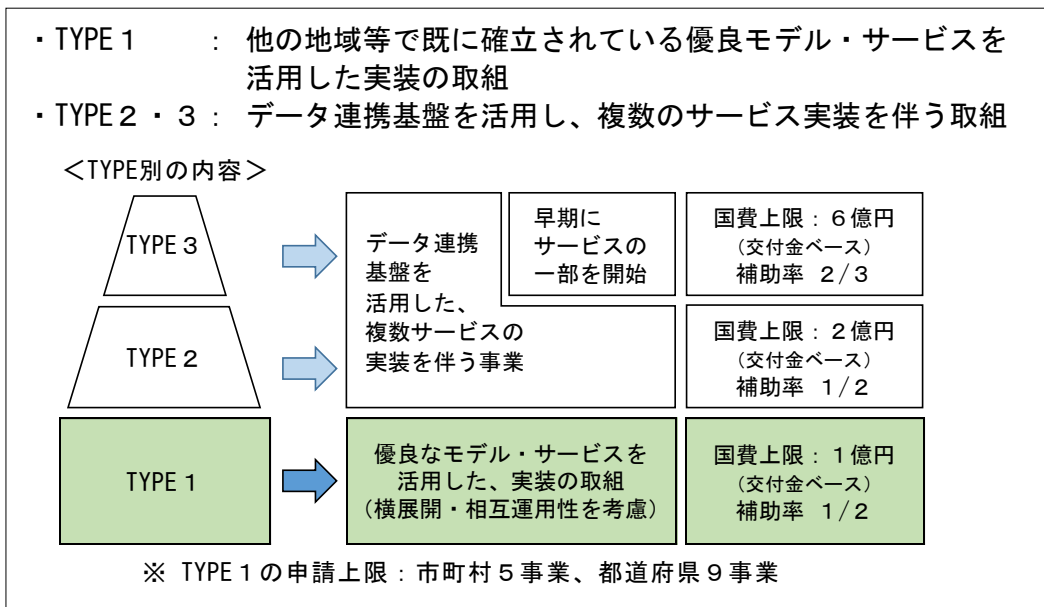 ・TYPE１　　：　他の地域等で既に確立されている優良モデル・サービスを
活用した実装の取組
・TYPE２・３：　データ連携基盤を活用し、複数のサービス実装を伴う取組
＜TYPE別の内容＞
TYPE３
データ連携
基盤を
活用した、
複数サービスの
実装を伴う事業
早期に
サービスの
一部を開始
国費上限：６億円
（交付金ベース）
補助率 ２/３
TYPE２
国費上限：２億円
（交付金ベース）
補助率 １/２
TYPE１
優良なモデル・サービスを
活用した、実装の取組
（横展開・相互運用性を考慮）
国費上限：１億円
（交付金ベース）
補助率 １/２
※ TYPE１の申請上限：市町村５事業、都道府県９事業